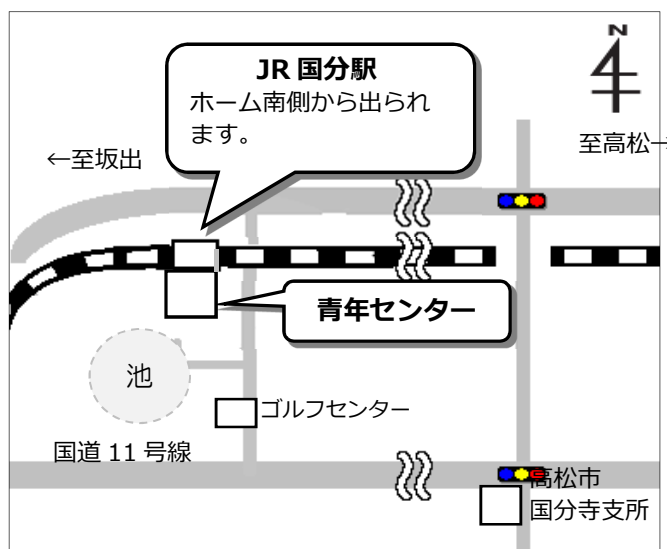 N
JR 国分駅
ホーム南側から出られ
ます。
←至坂出
至高松→
青年センター
池
ゴルフセンター
国道 11 号線
高松市
国分寺支所